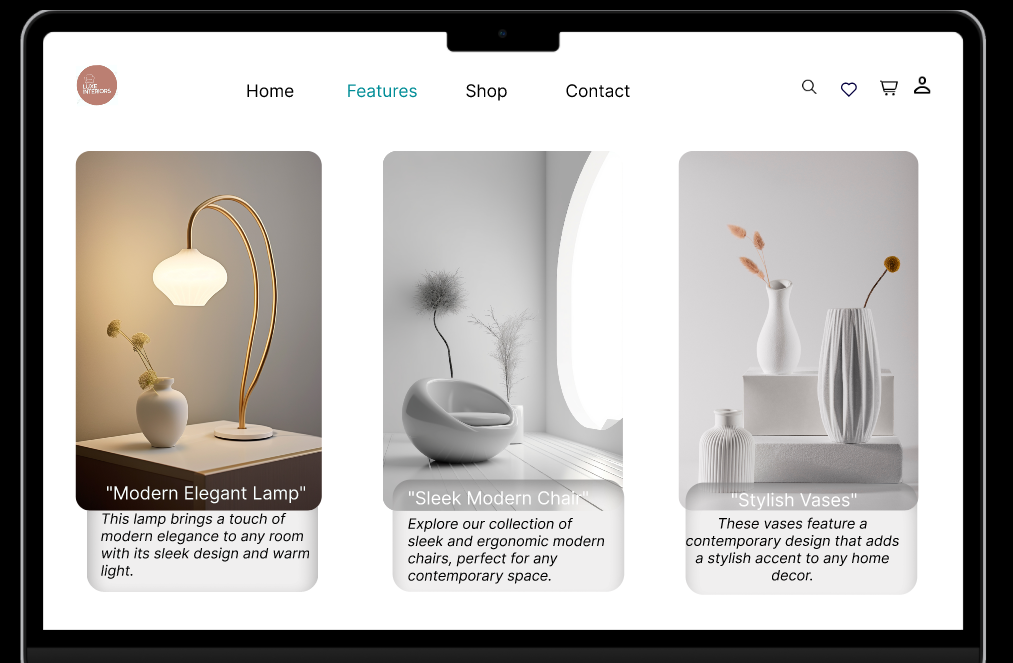 LUXE
INTERIORS
Home Features Shop Contact
"Modern Elegant Lamp"
This lamp brings a touch of
modern elegance to any room
with its sleek design and warm
light.
"Sleek Modern Chair"
Explore our collection of
sleek and ergonomic modern
chairs, perfect for any
contemporary space.
"Stylish Vases"
These vases feature a
contemporary design that adds
a stylish accent to any home
decor.